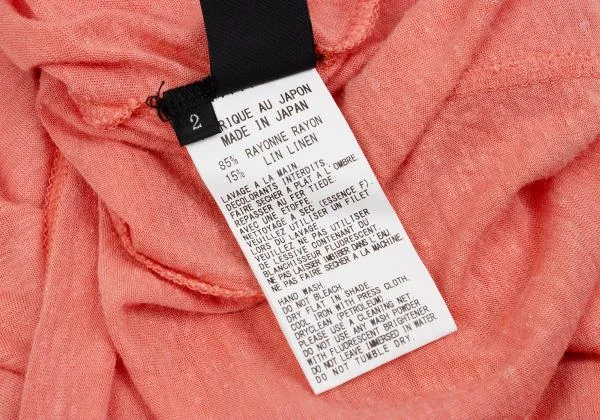 2
RIQUE AU JAPON
MADE IN JAPAN
85% RAYONNE RAYON
15% LIN LINEN
LAVAGE A LA MAIN.
DECOLORANTS INTERDITS.
FAIRE SECHER A PLAT A L'OMBRE.
REPASSER AU FER TIEDE.
AVEC UNE ETOFFE.
NETTOYAGE A SEC (ESSENCE F).
VEUILLEZ UTILISER UN FILET
LORS DU LAVAGE.
VEUILLEZ NE PAS UTILISER
DE LESSIVE CONTENANT DU
BLANCHISSEUR FLUORESCENT.
NE PAS LAISSER IMBIBER DANS L'EAU.
NE PAS FAIRE SECHER A LA MACHINE.
HAND WASH.
DO NOT BLEACH.
DRY FLAT IN SHADE.
COOL IRON WITH PRESS CLOTH.
DRYCLEAN (PETROLEUM)
PLEASE USE A CLEANING NET.
DO NOT USE ANY WASH POWDER
WITH FLUORESCENT BRIGHTENER.
DO NOT LEAVE IMMERSED IN WATER.
DO NOT TUMBLE DRY.